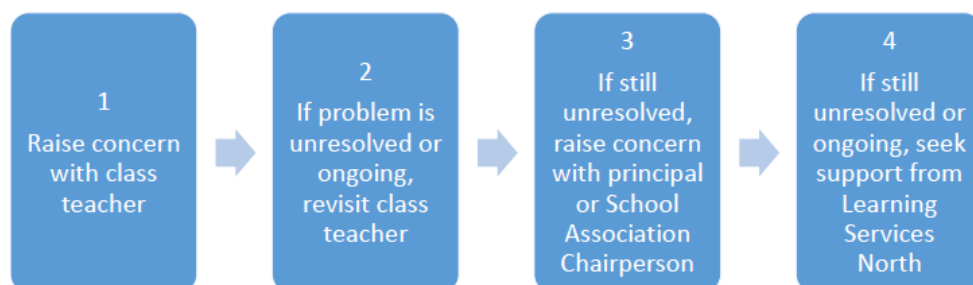 1
Raise concern
with class
teacher
2
If problem is
unresolved or
ongoing,
revisit class
teacher
3
If still
unresolved,
raise concern
with principal
or School
Association
Chairperson
4
If still
unresolved or
ongoing, seek
support from
Learning
Services
North